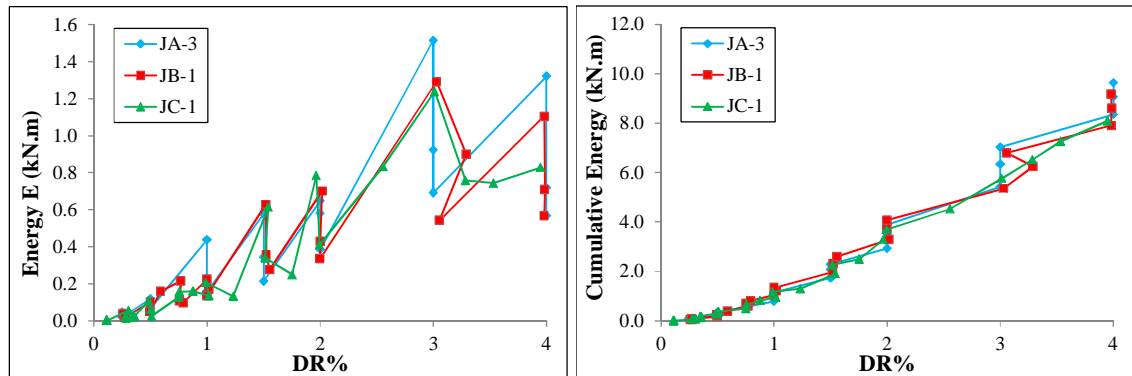 Energy E (kN.m)
1.6
1.4
1.2
1.0
0.8
0.6
0.4
0.2
0.0
JA-3
JB-1
JC-1
0 1 2 3 4
DR%
Cumulative Energy (kN.m)
12.0
10.0
8.0
6.0
4.0
2.0
0.0
JA-3
JB-1
JC-1
0 1 2 3 4
DR%